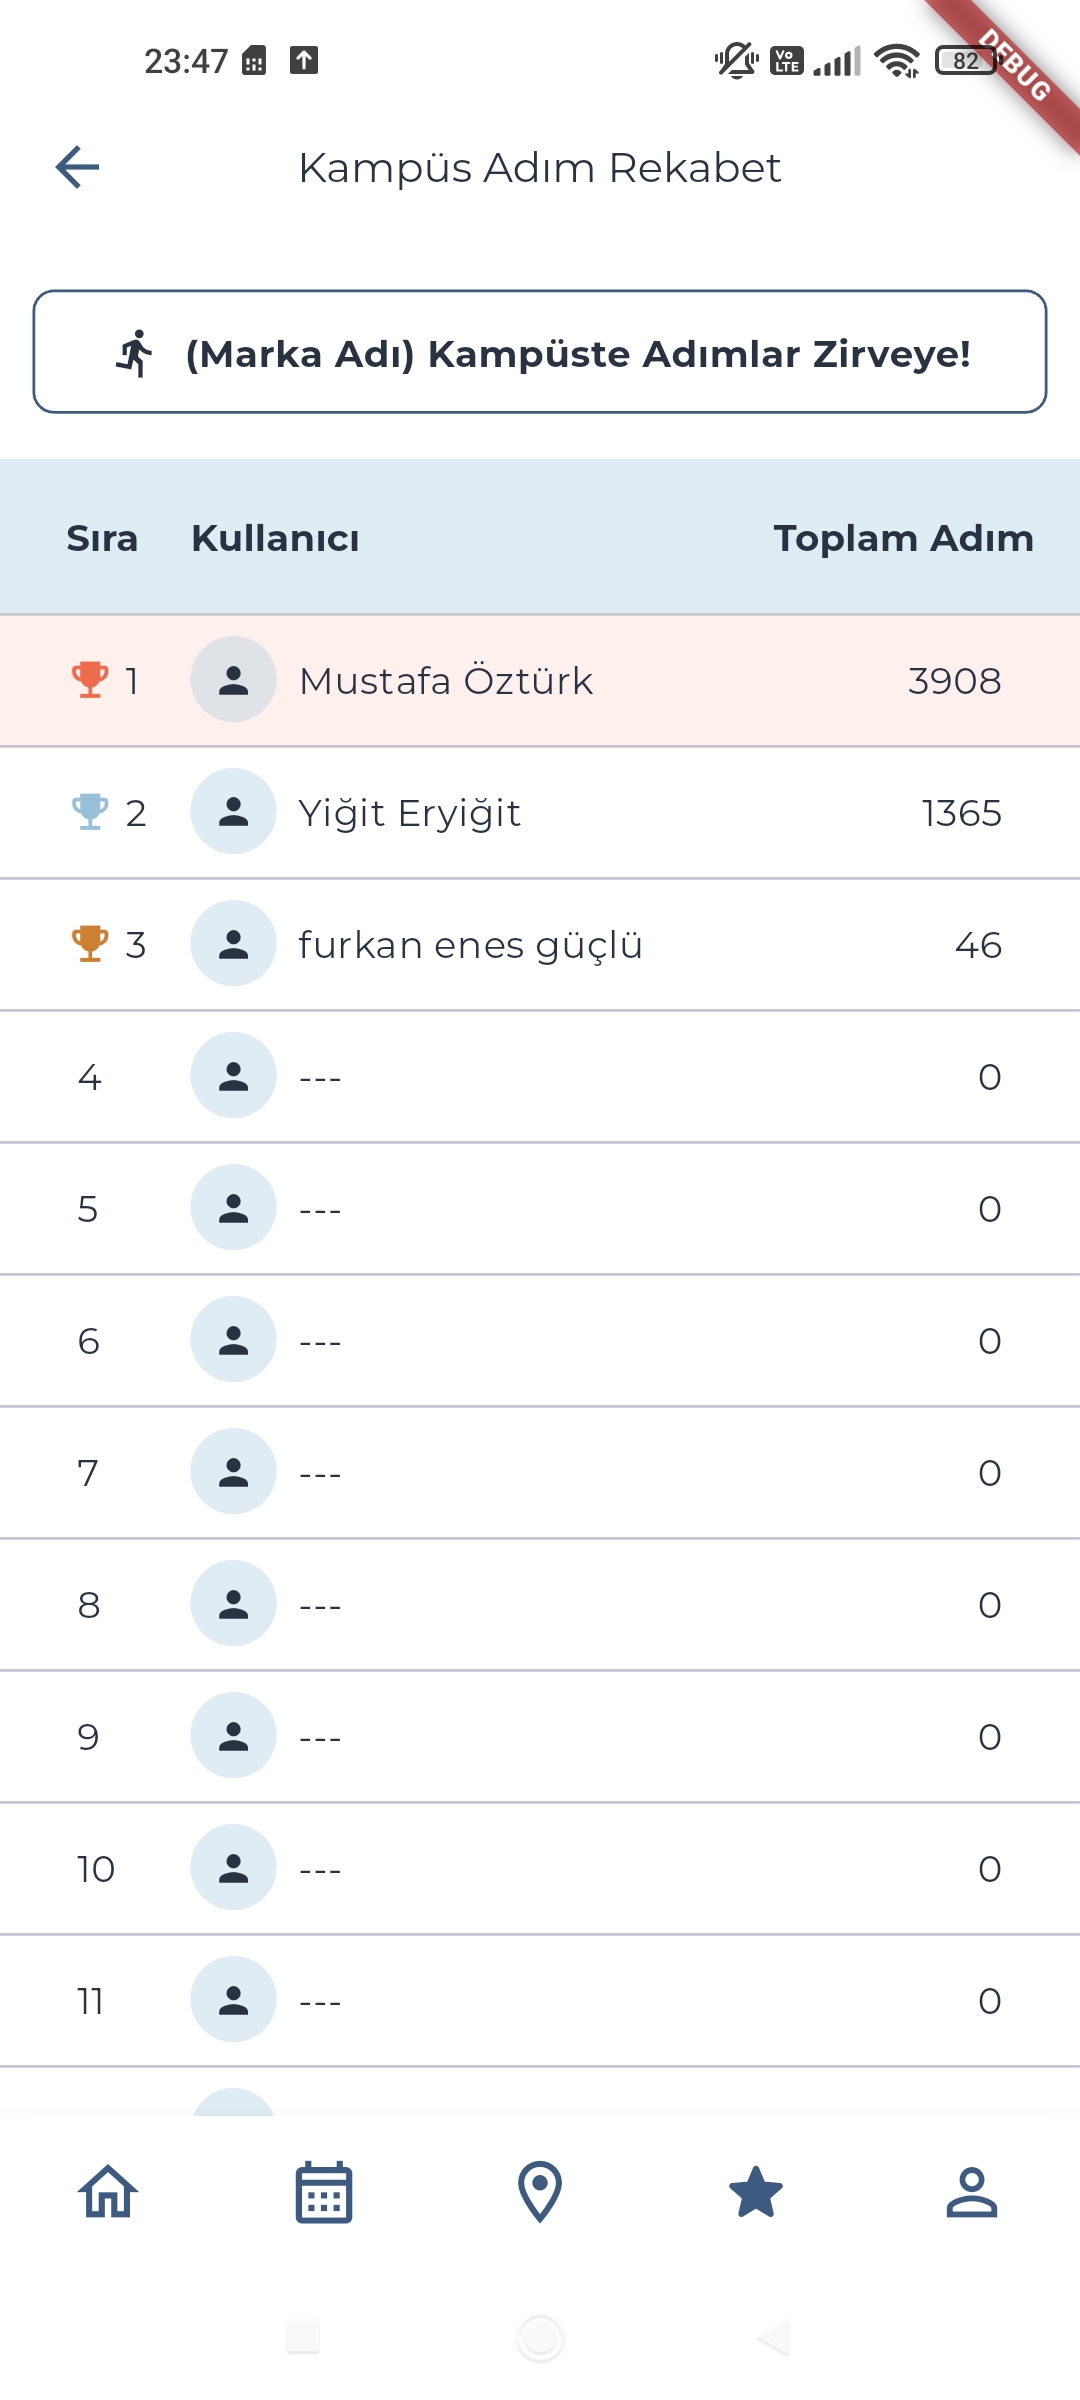 23:47
Vo LTE
82
DEBUG
Kampüs Adım Rekabet
(Marka Adı) Kampüste Adımlar Zirveye!
Sıra Kullanıcı Toplam Adım
1 Mustafa Öztürk 3908
2 Yiğit Eryiğit 1365
3 furkan enes güçlü 46
4 --- 0
5 --- 0
6 --- 0
7 --- 0
8 --- 0
9 --- 0
10 --- 0
11 --- 0